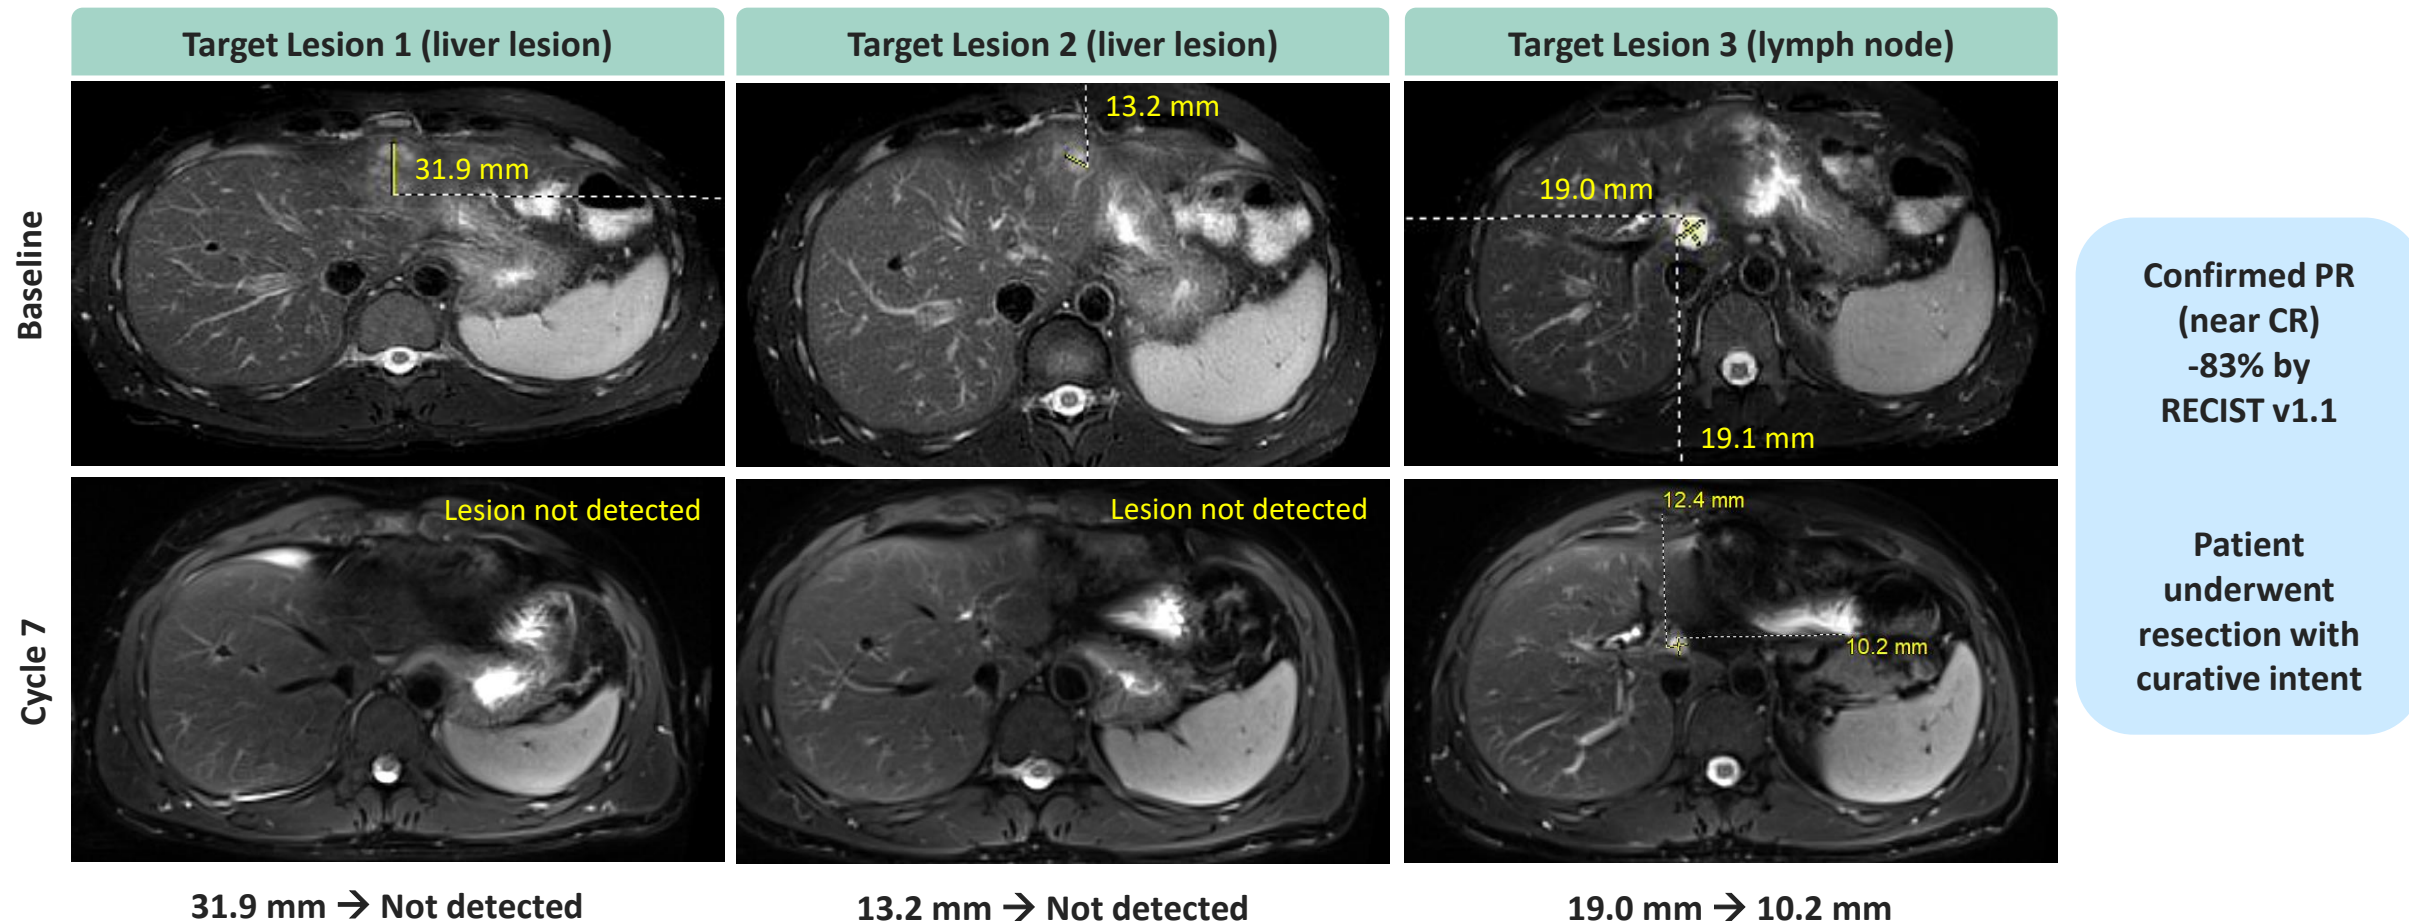 Target Lesion 1 (liver lesion)
Target Lesion 2 (liver lesion)
Target Lesion 3 (lymph node)
Baseline
31.9 mm
13.2 mm
19.0 mm
19.1 mm
Cycle 7
Lesion not detected
Lesion not detected
12.4 mm
10.2 mm
31.9 mm → Not detected
13.2 mm → Not detected
19.0 mm → 10.2 mm
Confirmed PR
(near CR)
-83% by
RECIST v1.1
Patient
underwent
resection with
curative intent